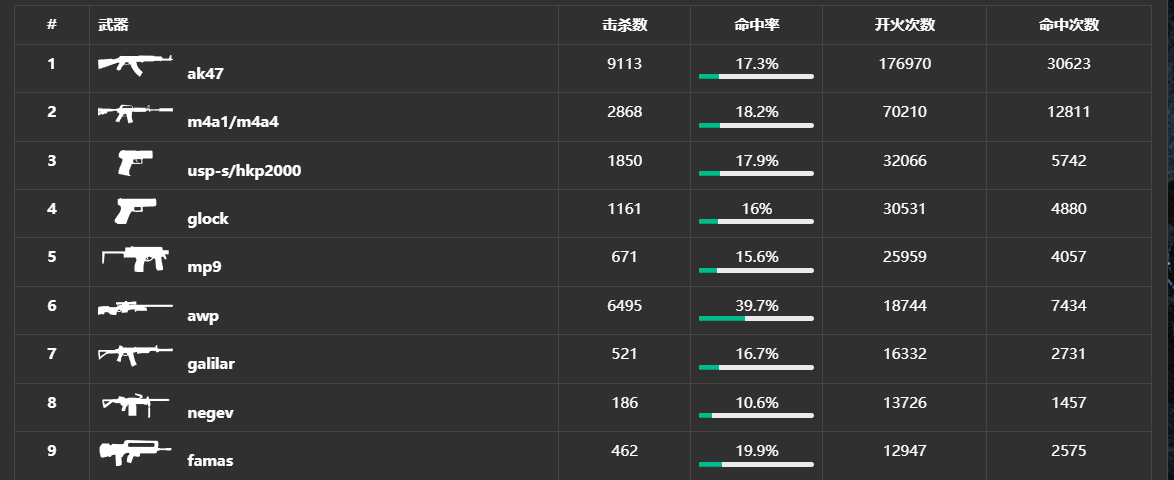 # 武器 击杀数 命中率 开火次数 命中次数
1 ak47 9113 17.3% 176970 30623
2 m4a1/m4a4 2868 18.2% 70210 12811
3 usp-s/hkp2000 1850 17.9% 32066 5742
4 glock 1161 16% 30531 4880
5 mp9 671 15.6% 25959 4057
6 awp 6495 39.7% 18744 7434
7 galilar 521 16.7% 16332 2731
8 negev 186 10.6% 13726 1457
9 famas 462 19.9% 12947 2575